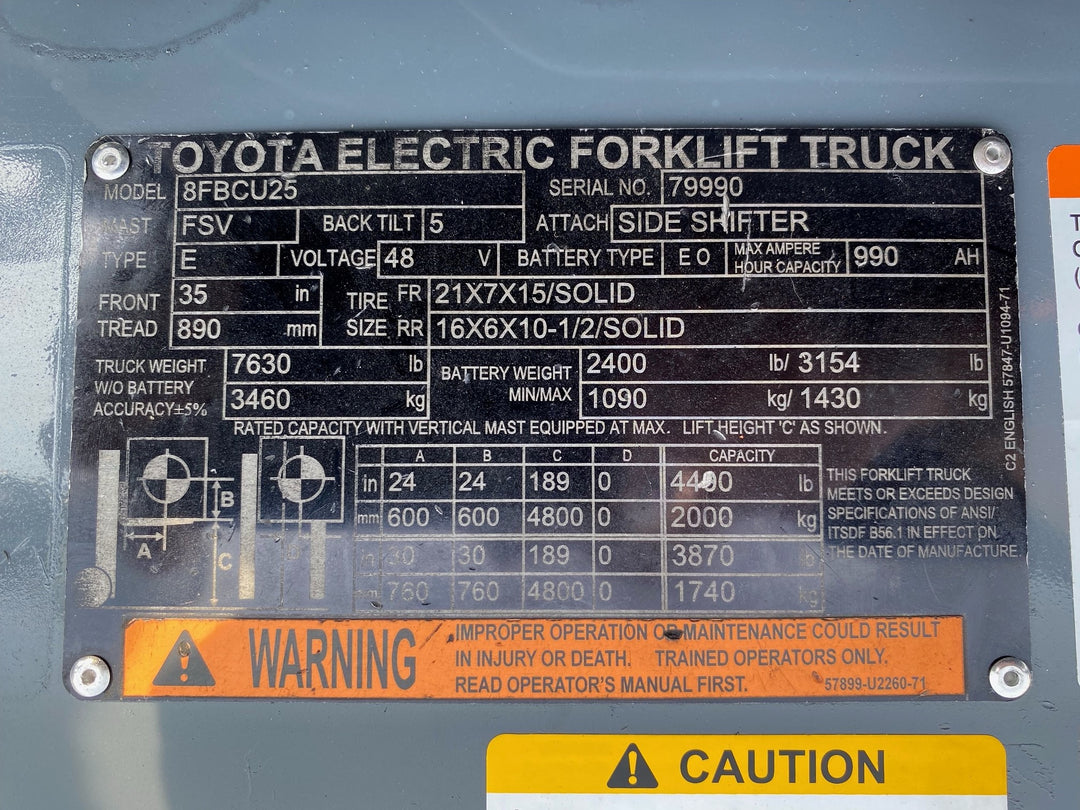 TOYOTA ELECTRIC FORKLIFT TRUCK
MODEL 8FBCU25 SERIAL NO. 79990
MAST FSV BACK TILT 5 ATTACH SIDE SHIFTER
TYPE E VOLTAGE 48 V BATTERY TYPE E O MAX AMPERE HOUR CAPACITY 990 AH
FRONT TREAD 35 in TIRE SIZE FR 21X7X15/SOLID
890 mm RR 16X6X10-1/2/SOLID
TRUCK WEIGHT W/O BATTERY ACCURACY±5% 7630 lb BATTERY WEIGHT MIN/MAX 2400 lb/ 3154 lb
3460 kg 1090 kg/ 1430 kg
RATED CAPACITY WITH VERTICAL MAST EQUIPPED AT MAX. LIFT HEIGHT 'C' AS SHOWN.
A B C
A B C D CAPACITY
in 24 24 189 0 lb
mm 600 600 4800 0 2000 kg
in 30 30 189 0 3870 lb
mm 760 760 4800 0 1740 kg
THIS FORKLIFT TRUCK
MEETS OR EXCEEDS DESIGN
SPECIFICATIONS OF ANSI/
ITSDF B56.1 IN EFFECT ON
THE DATE OF MANUFACTURE.
C2 ENGLISH 57847-U1094-71
WARNING
IMPROPER OPERATION OR MAINTENANCE COULD RESULT
IN INJURY OR DEATH. TRAINED OPERATORS ONLY.
READ OPERATOR'S MANUAL FIRST. 57899-U2260-71
CAUTION